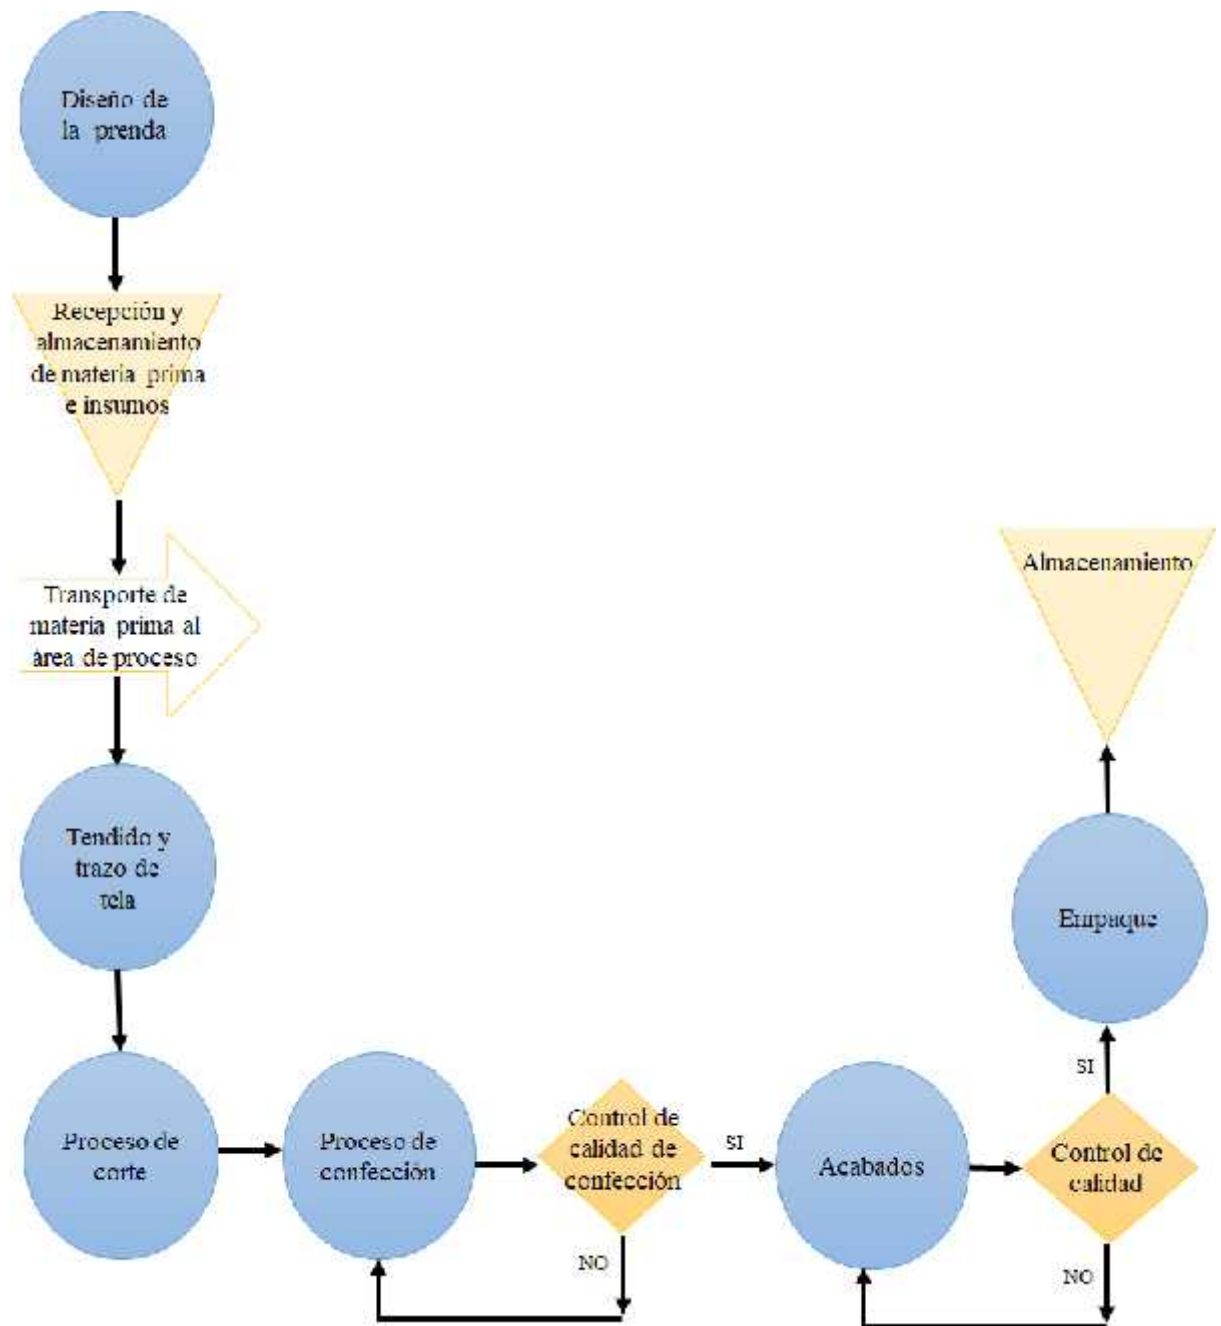 Diseño de
la prenda
Recepción y
almacenamiento
de materia prima
e insumos
Transporte de
materia prima al
área de proceso
Tendido y
trazo de
tela
Proceso de
corte
Proceso de
confección
Control de
calidad de
confección
SI
NO
Acabados
Control de
calidad
NO
SI
Empaque
Almacenamiento